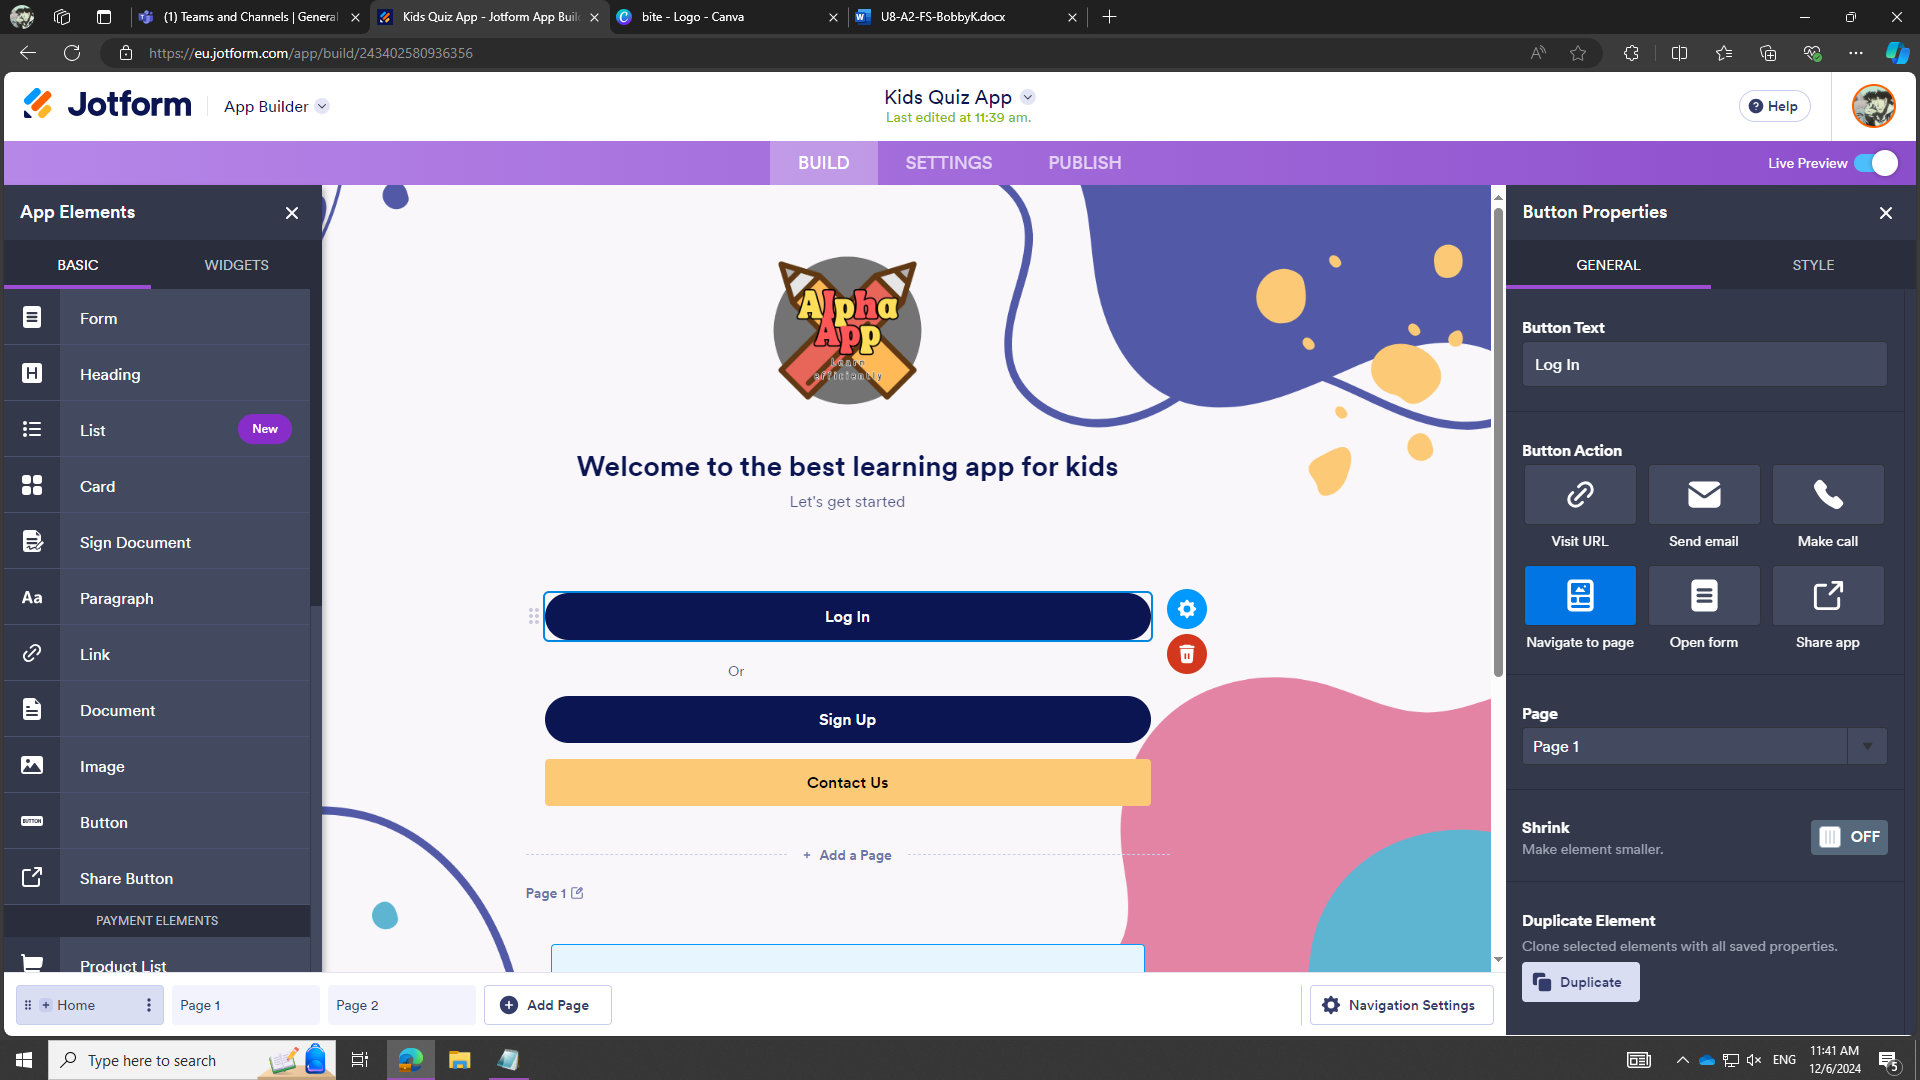 (1) Teams and Channels | General
Kids Quiz App - Jotform App Buil
bite - Logo - Canva
U8-A2-FS-BobbyK.docx
https://eu.jotform.com/app/build/243402580936356
Jotform
App Builder
Kids Quiz App
Last edited at 11:39 am.
Help
BUILD
SETTINGS
PUBLISH
Live Preview
App Elements
BASIC
WIDGETS
Form
Heading
List
New
Card
Sign Document
Aa
Paragraph
Link
Document
Image
BUTTON
Button
Share Button
PAYMENT ELEMENTS
Product List
Alpha
App
Learn
efficiently
Welcome to the best learning app for kids
Let's get started
Log In
Or
Sign Up
Contact Us
+ Add a Page
Page 1
Button Properties
GENERAL
STYLE
Button Text
Log In
Button Action
Visit URL
Send email
Make call
Navigate to page
Open form
Share app
Page
Page 1
Shrink
Make element smaller.
OFF
Duplicate Element
Clone selected elements with all saved properties.
Duplicate
Home
Page 1
Page 2
Add Page
Navigation Settings
Type here to search
ENG
11:41 AM
12/6/2024
5